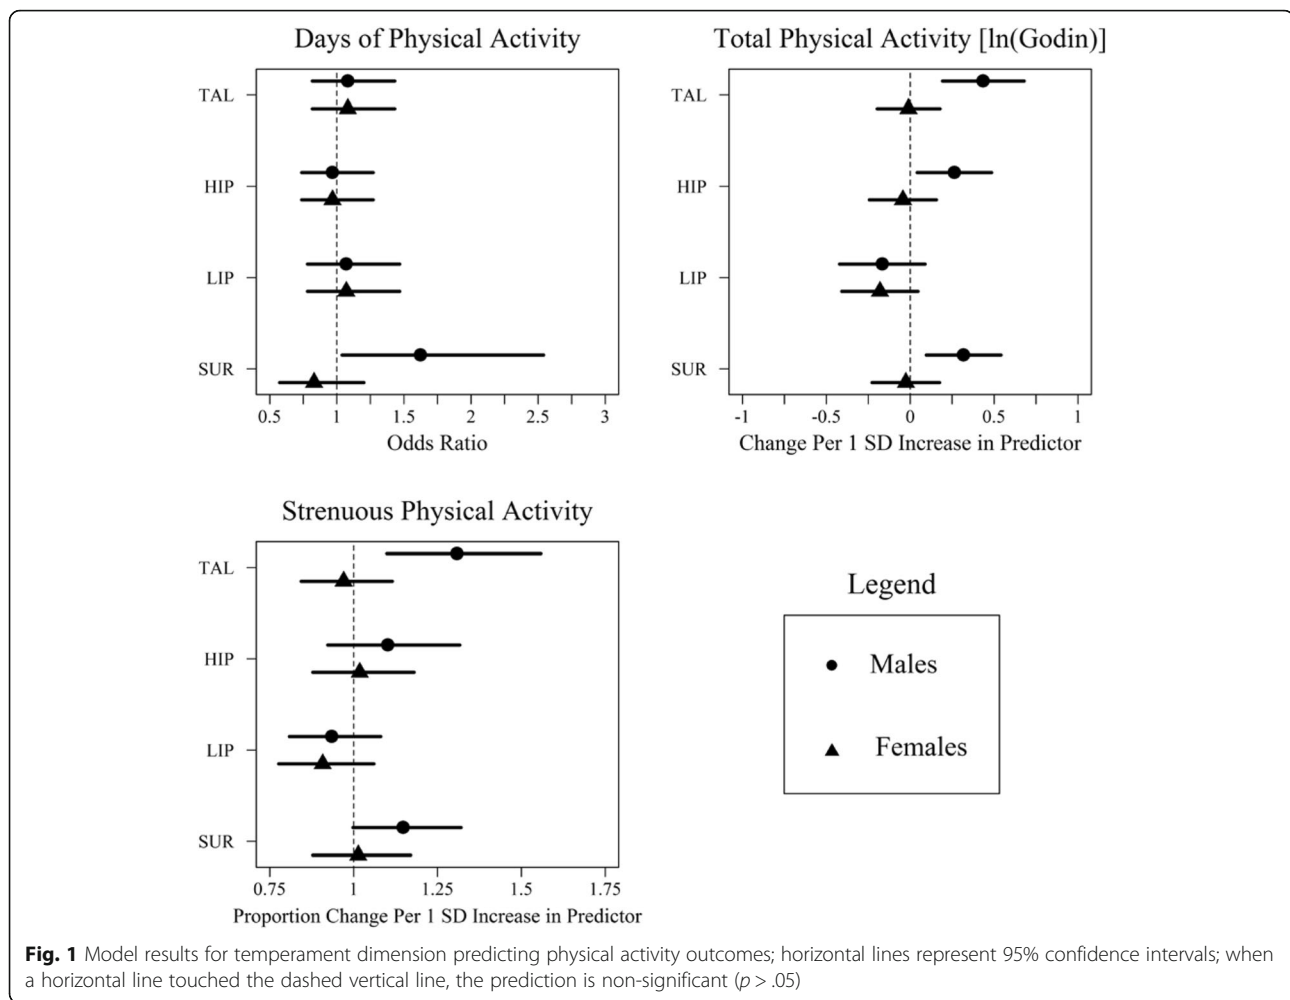 Days of Physical Activity
TAL
HIP
LIP
SUR
0.5 1 1.5 2 2.5 3
Odds Ratio
Total Physical Activity [ln(Godin)]
TAL
HIP
LIP
SUR
-1 -0.5 0 0.5 1
Change Per 1 SD Increase in Predictor
Strenuous Physical Activity
TAL
HIP
LIP
SUR
0.75 1 1.25 1.5 1.75
Proportion Change Per 1 SD Increase in Predictor
Legend
Males
Females
Fig. 1 Model results for temperament dimension predicting physical activity outcomes; horizontal lines represent 95% confidence intervals; when
a horizontal line touched the dashed vertical line, the prediction is non-significant (p > .05)